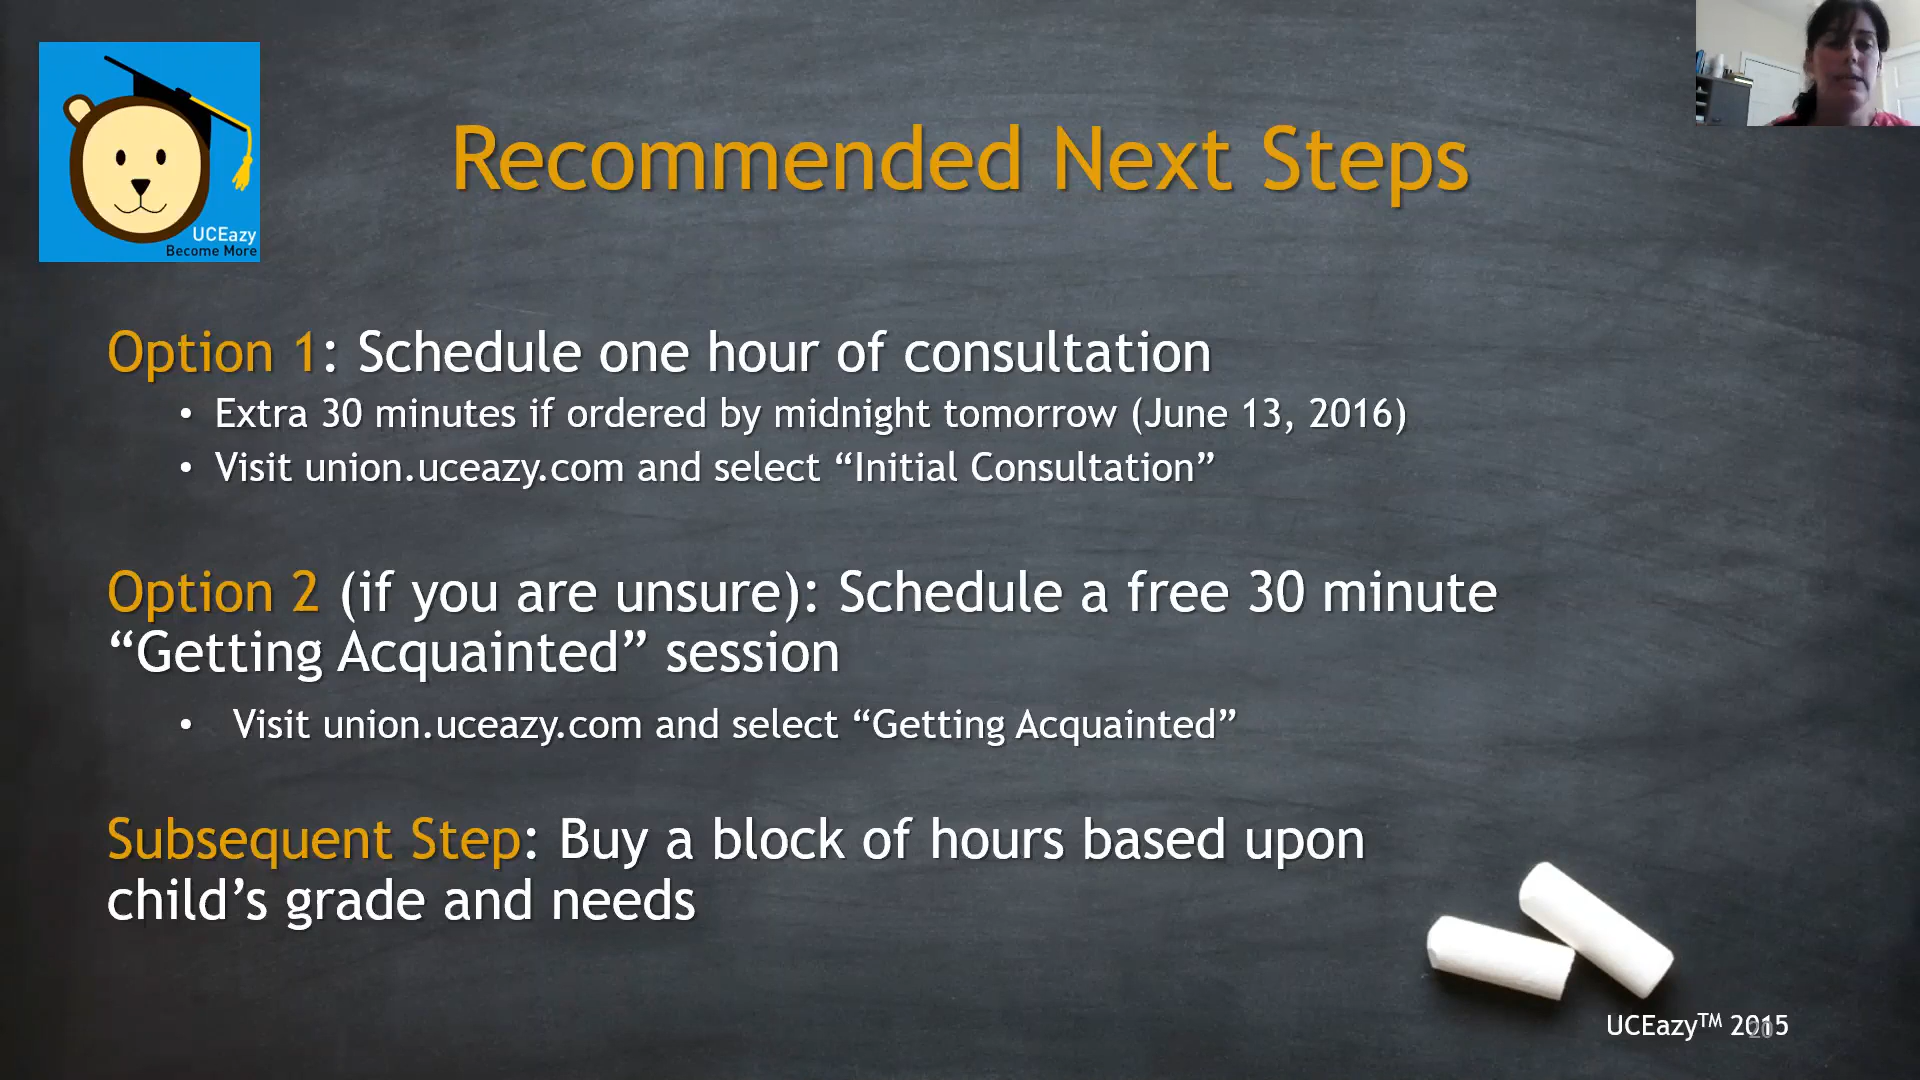 UCEazy
Become More
Recommended Next Steps
Option 1: Schedule one hour of consultation
• Extra 30 minutes if ordered by midnight tomorrow (June 13, 2016)
• Visit union.uceazy.com and select “Initial Consultation”
Option 2 (if you are unsure): Schedule a free 30 minute
“Getting Acquainted” session
• Visit union.uceazy.com and select “Getting Acquainted”
Subsequent Step: Buy a block of hours based upon
child’s grade and needs
UCEazy™ 2015